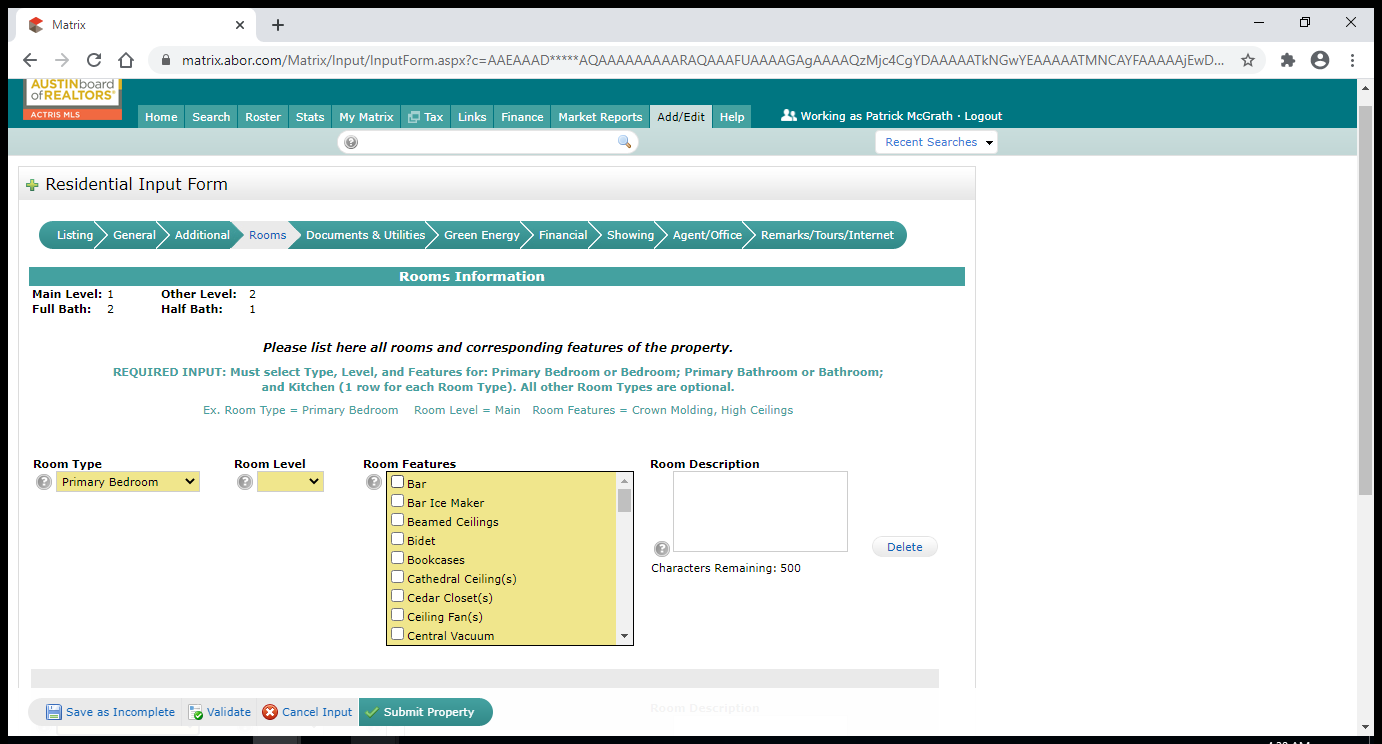 Matrix
matrix.abor.com/Matrix/Input/InputForm.aspx?c=AAEAAAD*****AQAAAAAAAAARAQAAAFUAAAAGAgAAAAQzMjc4CgYDAAAAATkNGwYEAAAAATMNCAYFAAAAAjEwD...
AUSTINboard
ofREALTORS®
ACTRIS MLS
Home Search Roster Stats My Matrix Tax Links Finance Market Reports Add/Edit Help Working as Patrick McGrath · Logout
Recent Searches
Residential Input Form
Listing General Additional Rooms Documents & Utilities Green Energy Financial Showing Agent/Office Remarks/Tours/Internet
Rooms Information
Main Level: 1 Other Level: 2
Full Bath: 2 Half Bath: 1
Please list here all rooms and corresponding features of the property.
REQUIRED INPUT: Must select Type, Level, and Features for: Primary Bedroom or Bedroom; Primary Bathroom or Bathroom;
and Kitchen (1 row for each Room Type). All other Room Types are optional.
Ex. Room Type = Primary Bedroom Room Level = Main Room Features = Crown Molding, High Ceilings
Room Type Room Level Room Features Room Description
Primary Bedroom
Bar
Bar Ice Maker
Beamed Ceilings
Bidet
Bookcases
Cathedral Ceiling(s)
Cedar Closet(s)
Ceiling Fan(s)
Central Vacuum
Delete
Characters Remaining: 500
Save as Incomplete Validate Cancel Input Submit Property
Room Description